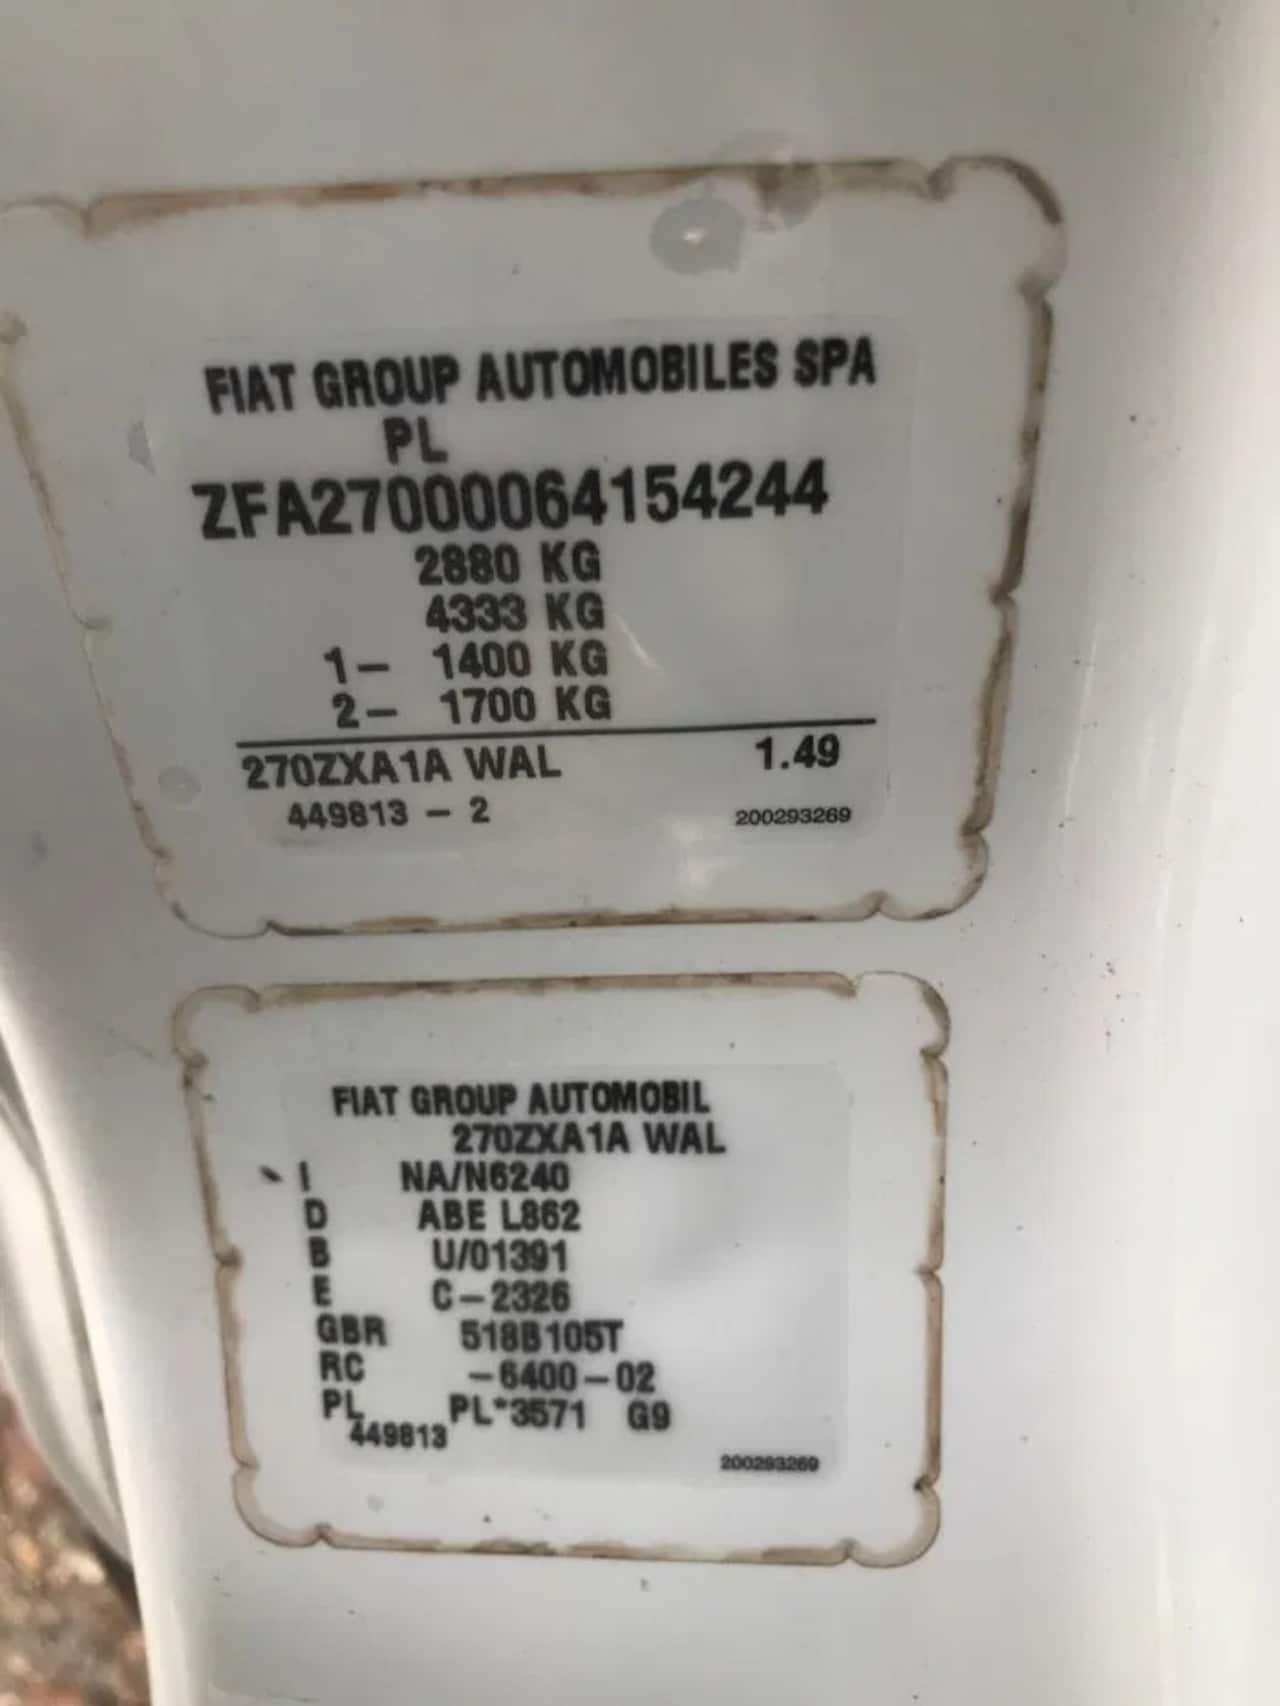 FIAT GROUP AUTOMOBILES SPA
PL
ZFA27000064154244
2880 KG
4333 KG
1- 1400 KG
2- 1700 KG
270ZXA1A WAL 1.49
449813 - 2 200293269
FIAT GROUP AUTOMOBIL
270ZXA1A WAL
I NA/N6240
D ABE L862
B U/01391
E C-2326
GBR 518B105T
RC -6400-02
PL PL*3571 G9
449813
200293269